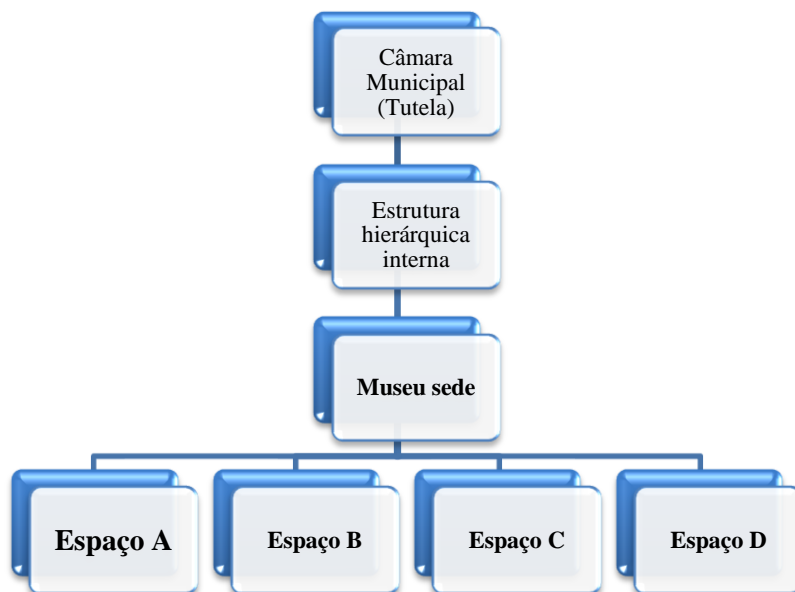 Câmara
Municipal
(Tutela)
Estrutura
hierárquica
interna
Museu sede
Espaço A
Espaço B
Espaço C
Espaço D